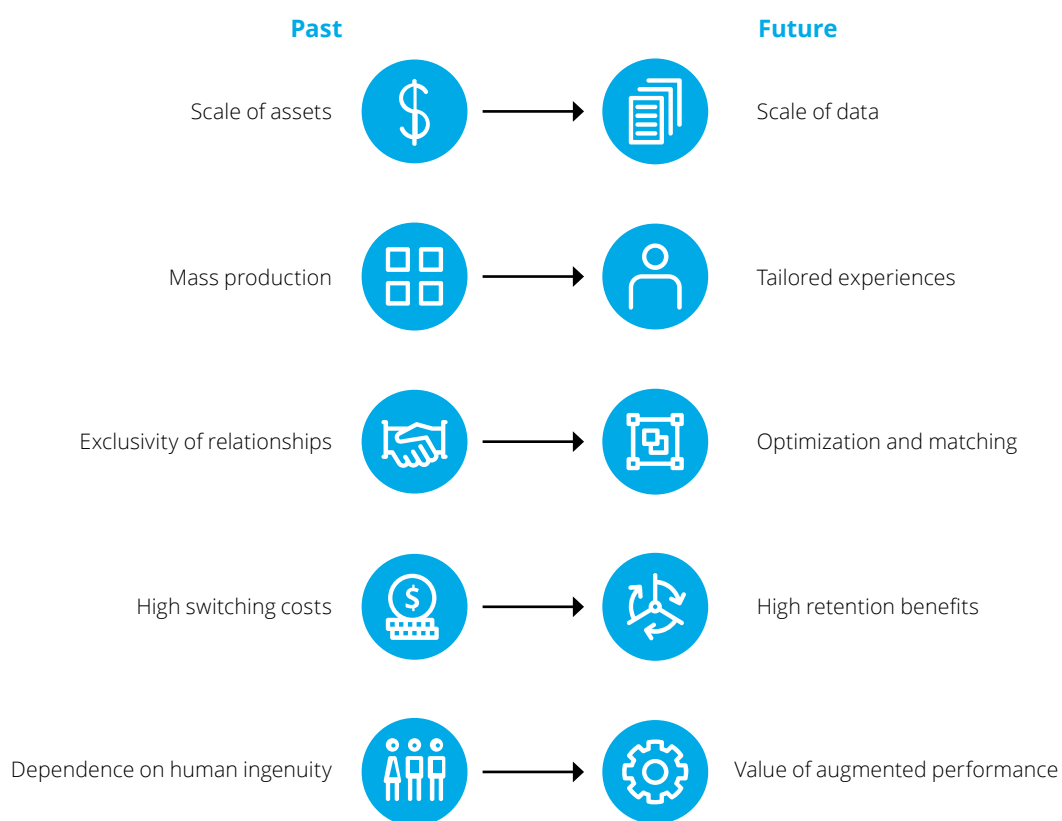 Past Future
Scale of assets Scale of data
Mass production Tailored experiences
Exclusivity of relationships Optimization and matching
High switching costs High retention benefits
Dependence on human ingenuity Value of augmented performance